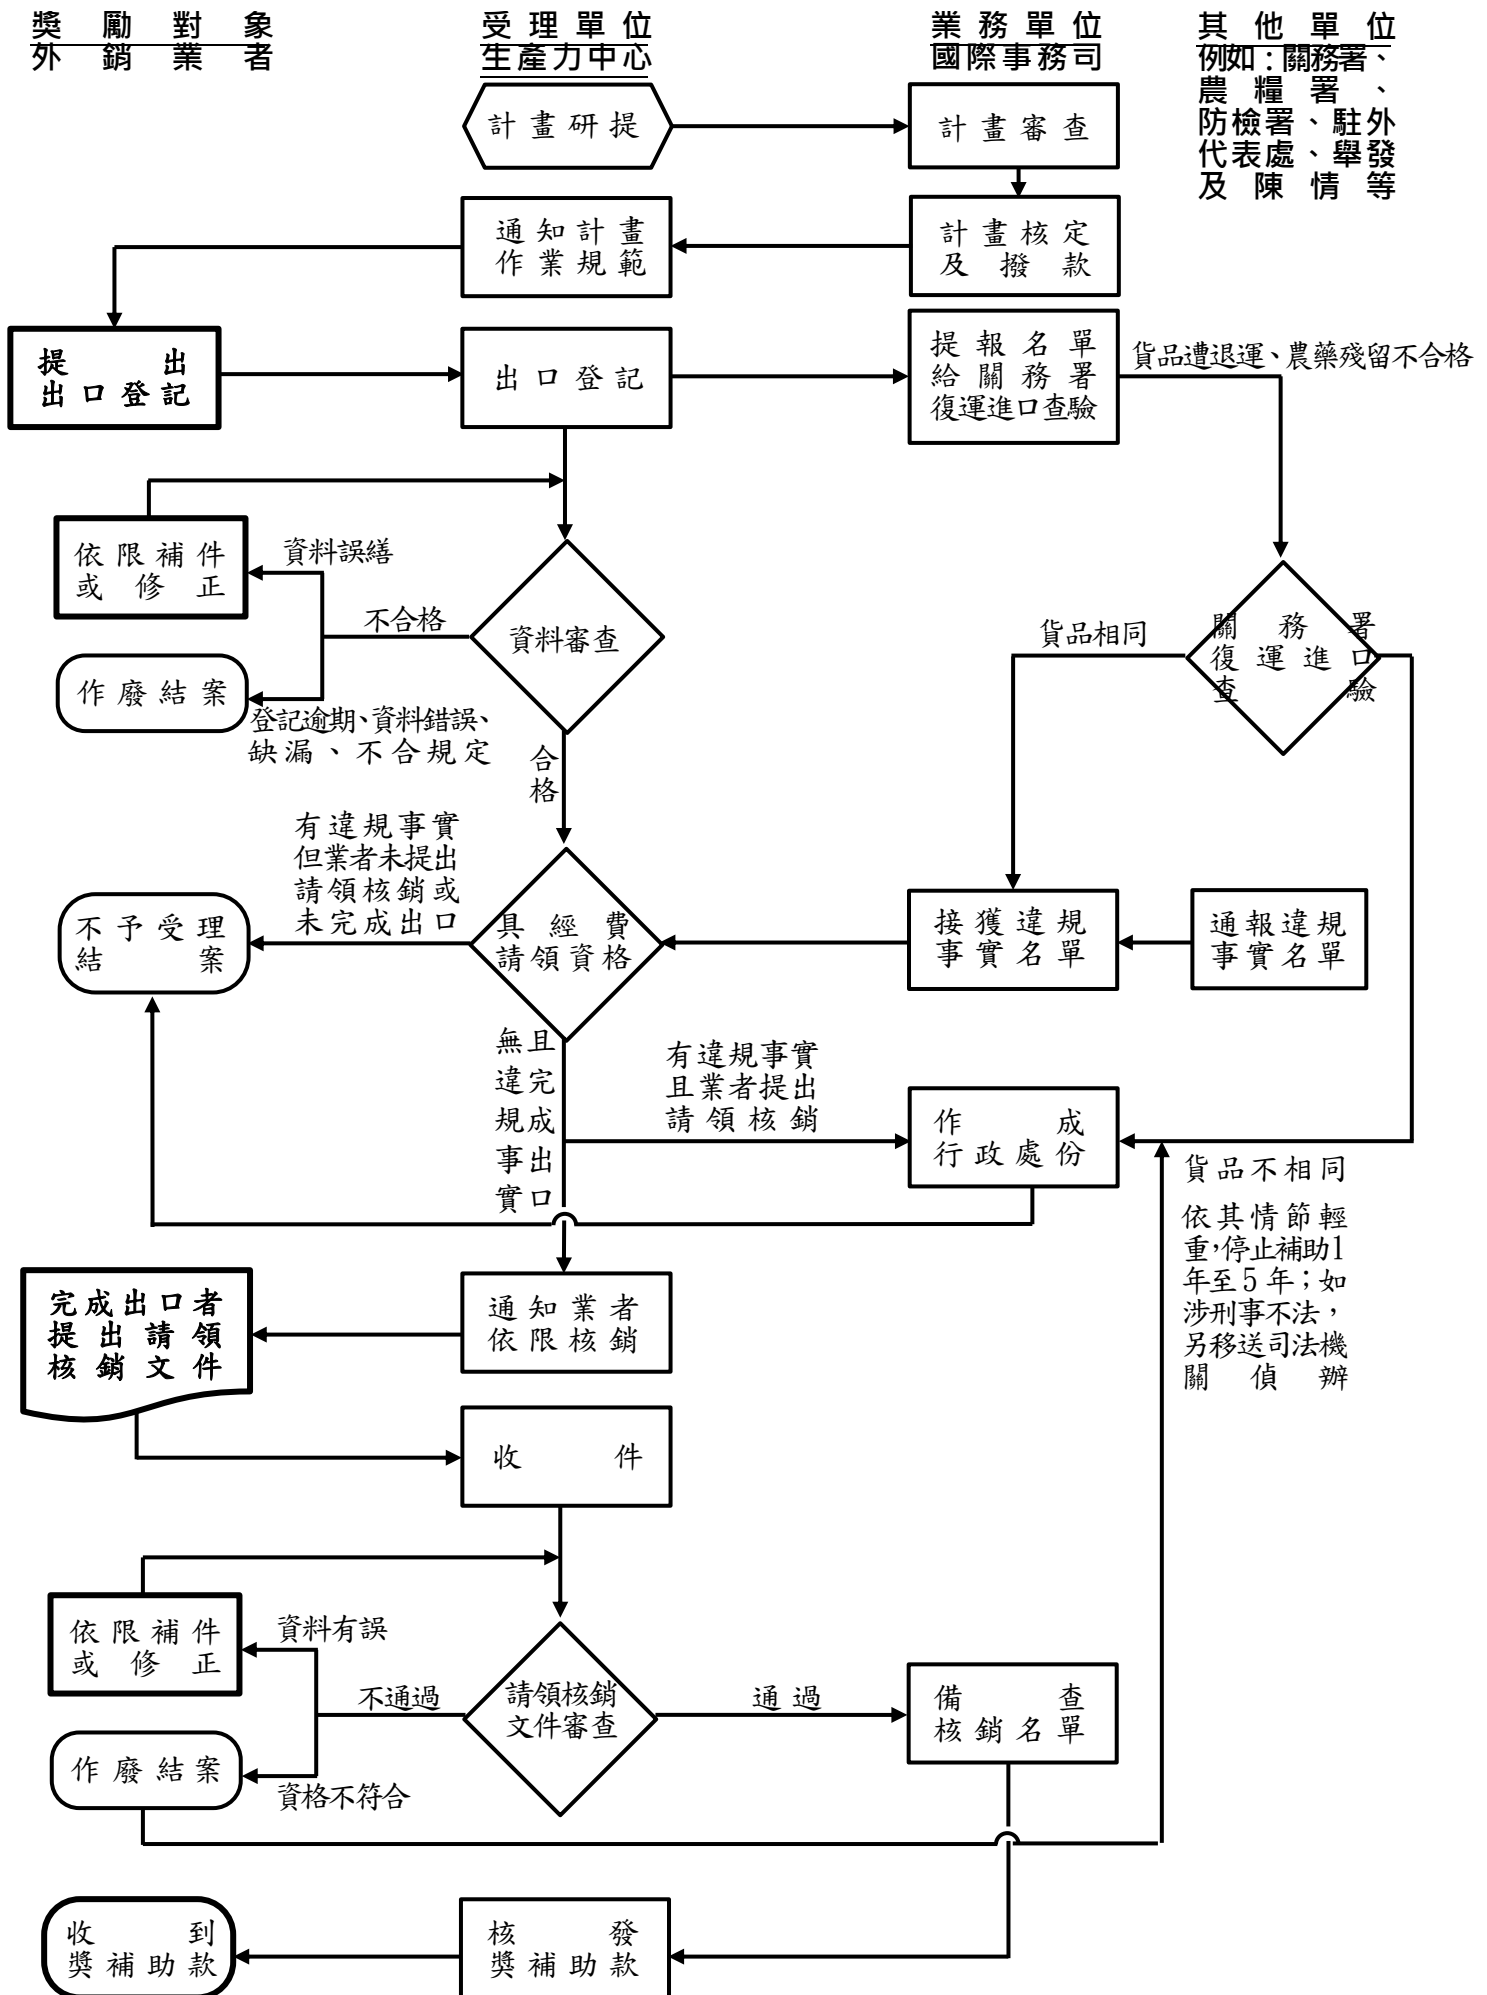 獎勵對象
外銷業者
受理單位
生產力中心
業務單位
國際事務司
其他單位
例如：關務署、
農糧署、
防檢署、駐外
代表處、舉發
及陳情等
計畫研提
計畫審查
通知計畫
作業規範
計畫核定
及撥款
提出
出口登記
出口登記
提報名單
給關務署
復運進口查驗
貨品遭退運、農藥殘留不合格
依限補件
或修正
資料誤繕
不合格
資料審查
作廢結案
登記逾期、資料錯誤、
缺漏、不合規定
合
格
貨品相同
關務署
復運進口
查驗
有違規事實
但業者未提出
請領核銷或
未完成出口
不予受理
結案
具經費
請領資格
接獲違規
事實名單
通報違規
事實名單
無且
違完
規成
事出
實口
有違規事實
且業者提出
請領核銷
作成
行政處份
貨品不相同
依其情節輕
重，停止補助1
年至5年；如
涉刑事不法，
另移送司法機
關偵辦
完成出口者
提出請領
核銷文件
通知業者
依限核銷
收件
依限補件
或修正
資料有誤
不通過
請領核銷
文件審查
通過
備查
核銷名單
作廢結案
資格不符合
收到
獎補助款
核發
獎補助款